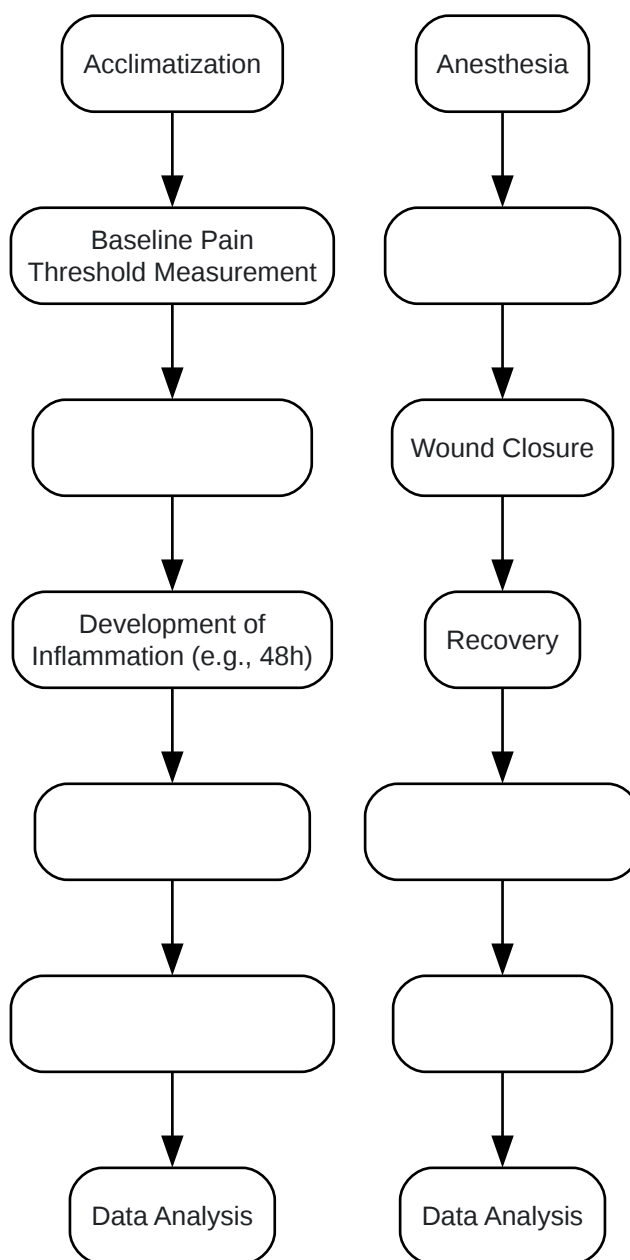 Acclimatization
Baseline Pain
Threshold Measurement
Development of
Inflammation (e.g., 48h)
Data Analysis
Anesthesia
Wound Closure
Recovery
Data Analysis